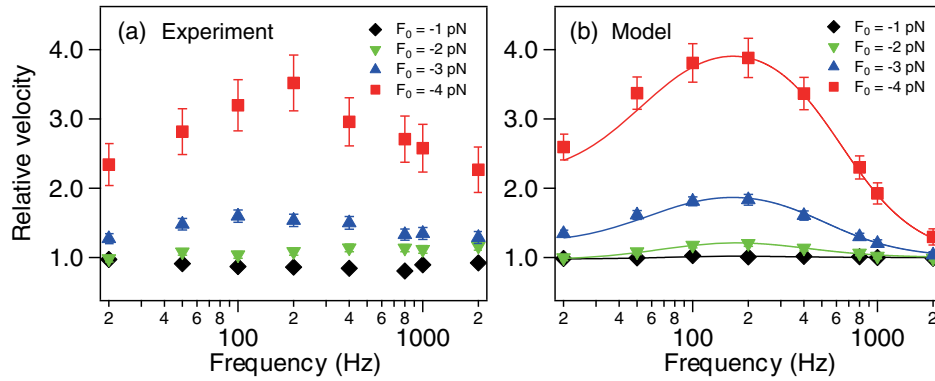 (a) Experiment
F₀ = -1 pN
F₀ = -2 pN
F₀ = -3 pN
F₀ = -4 pN
4.0
3.0
2.0
1.0
Relative velocity
2 4 6 8 2 4 6 8 2
100 1000
Frequency (Hz)
(b) Model
F₀ = -1 pN
F₀ = -2 pN
F₀ = -3 pN
F₀ = -4 pN
4.0
3.0
2.0
1.0
2 4 6 8 2 4 6 8 2
100 1000
Frequency (Hz)